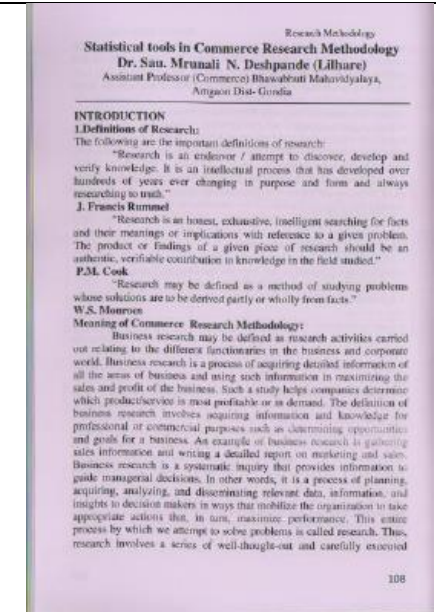 Research Methodology
Statistical tools in Commerce Research Methodology
Dr. Sau. Mrunali N. Deshpande (Lilhare)
Assistant Professor (Commerce) Bhawabhuti Mahavidyalaya,
Amgaon Dist- Gondia
INTRODUCTION
1.Definitions of Research:
The following are the important definitions of research:
"Research is an endeavor / attempt to discover, develop and
verify knowledge. It is an intellectual process that has developed over
hundreds of years ever changing in purpose and form and always
researching to truth."
J. Francis Rummel
"Research is an honest, exhaustive, intelligent searching for facts
and their meanings or implications with reference to a given problem.
The product or findings of a given piece of research should be an
authentic, verifiable contribution to knowledge in the field studied."
P.M. Cook
"Research may be defined as a method of studying problems
whose solutions are to be derived partly or wholly from facts."
W.S. Monroes
Meaning of Commerce Research Methodology:
Business research may be defined as research activities carried
out relating to the different functionaries in the business and corporate
world. Business research is a process of acquiring detailed information of
all the areas of business and using such information in maximizing the
sales and profit of the business. Such a study helps companies determine
which product/service is most profitable or in demand. The definition of
business research involves acquiring information and knowledge for
professional or commercial purposes such as determining opportunities
and goals for a business. An example of business research is gathering
sales information and writing a detailed report on marketing and sales.
Business research is a systematic inquiry that provides information to
guide managerial decisions. In other words, it is a process of planning,
acquiring, analyzing, and disseminating relevant data, information, and
insights to decision makers in ways that mobilize the organization to take
appropriate actions that, in turn, maximize performance. This entire
process by which we attempt to solve problems is called research. Thus,
research involves a series of well-thought-out and carefully executed
108